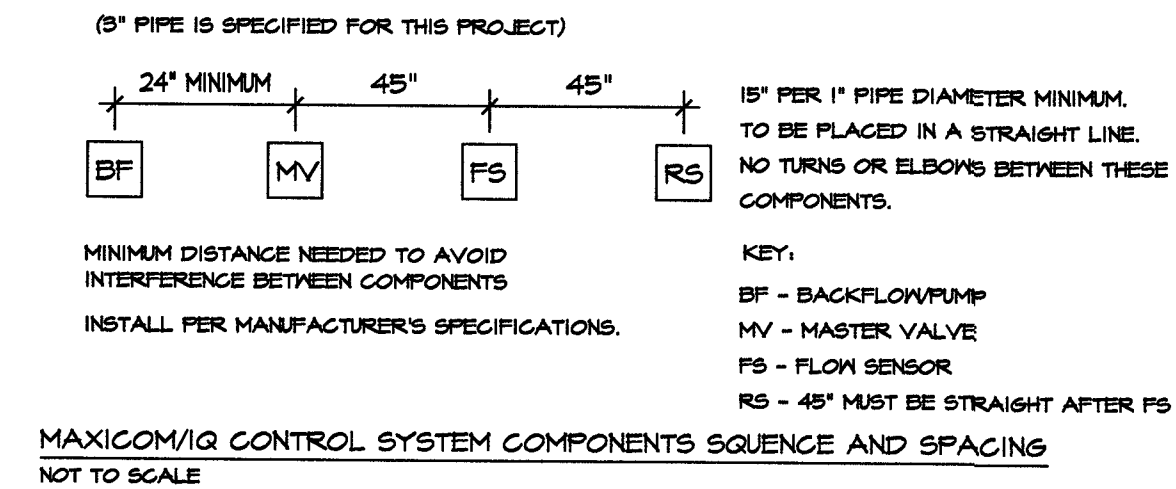 (3" PIPE IS SPECIFIED FOR THIS PROJECT)
24" MINIMUM 45" 45"
BF MV FS RS
15" PER 1" PIPE DIAMETER MINIMUM.
TO BE PLACED IN A STRAIGHT LINE.
NO TURNS OR ELBOWS BETWEEN THESE
COMPONENTS.
MINIMUM DISTANCE NEEDED TO AVOID
INTERFERENCE BETWEEN COMPONENTS
INSTALL PER MANUFACTURER'S SPECIFICATIONS.
KEY:
BF - BACKFLOW/PUMP
MV - MASTER VALVE
FS - FLOW SENSOR
RS - 45" MUST BE STRAIGHT AFTER FS
MAXICOM/IQ CONTROL SYSTEM COMPONENTS SQUENCE AND SPACING
NOT TO SCALE